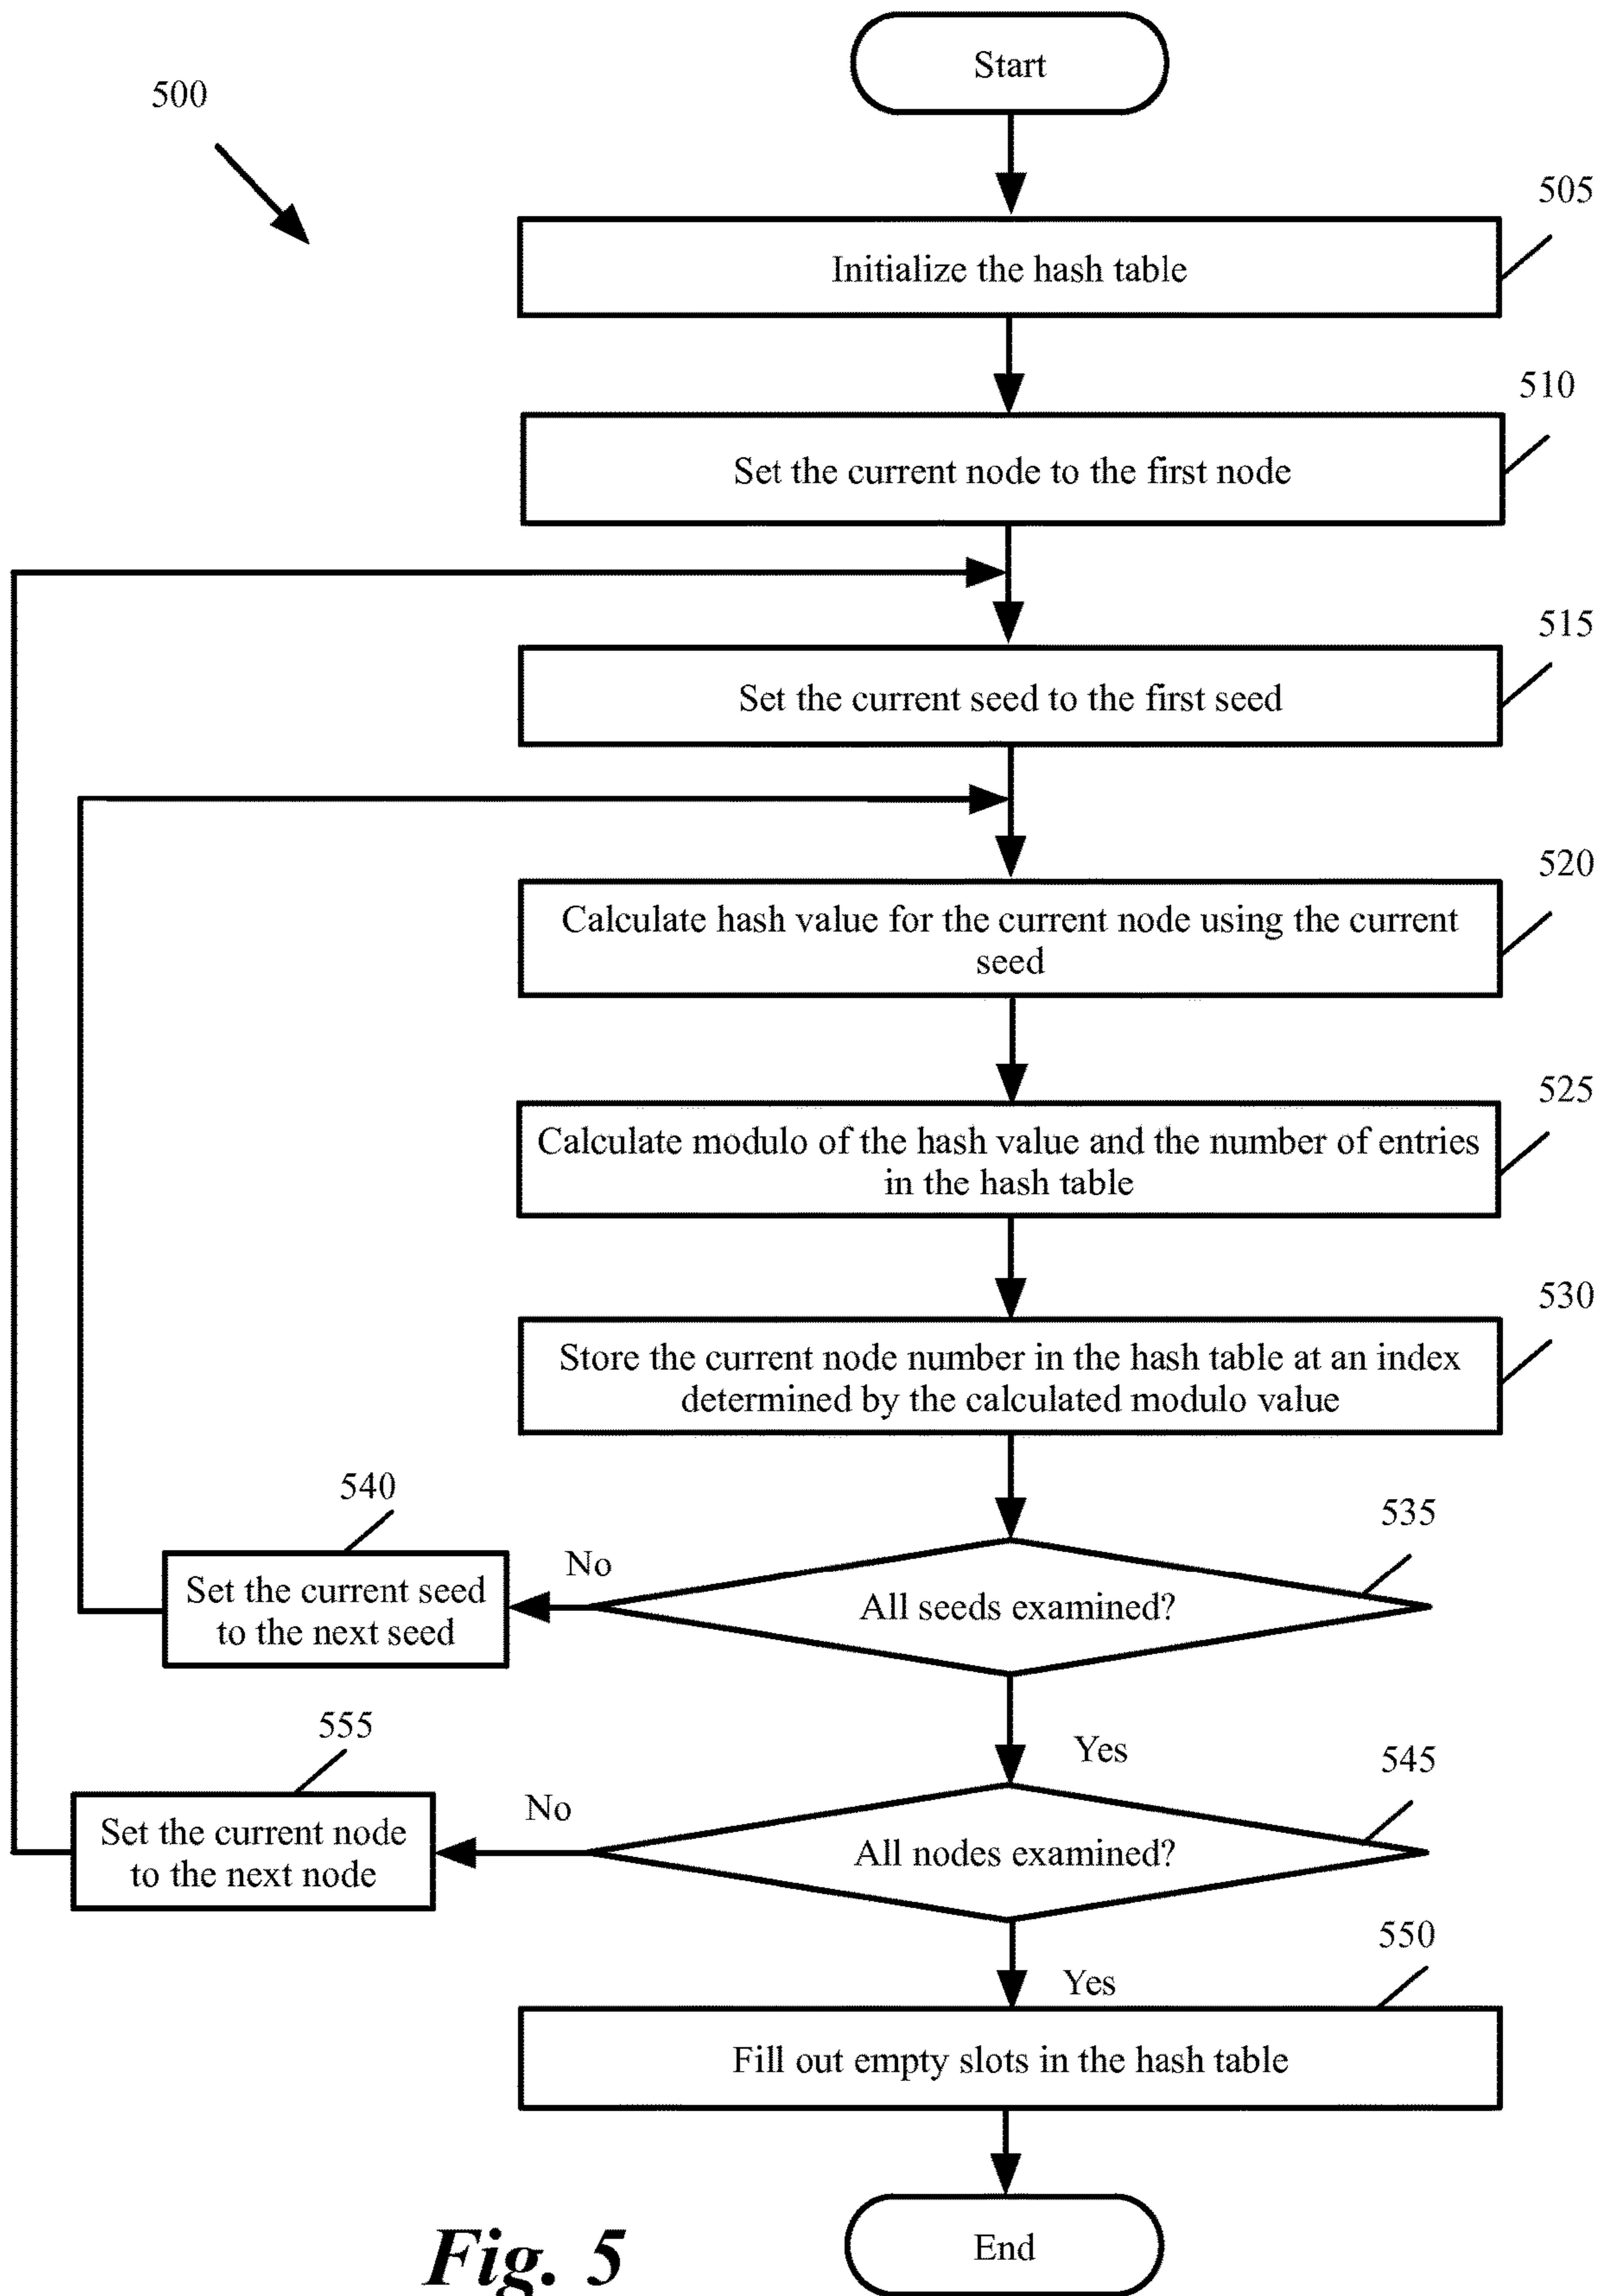 Start
500
505
Initialize the hash table
510
Set the current node to the first node
515
Set the current seed to the first seed
520
Calculate hash value for the current node using the current
seed
525
Calculate modulo of the hash value and the number of entries
in the hash table
530
Store the current node number in the hash table at an index
determined by the calculated modulo value
540
535
No
Set the current seed
to the next seed
All seeds examined?
555
Yes
545
No
Set the current node
to the next node
All nodes examined?
550
Yes
Fill out empty slots in the hash table
End
Fig. 5